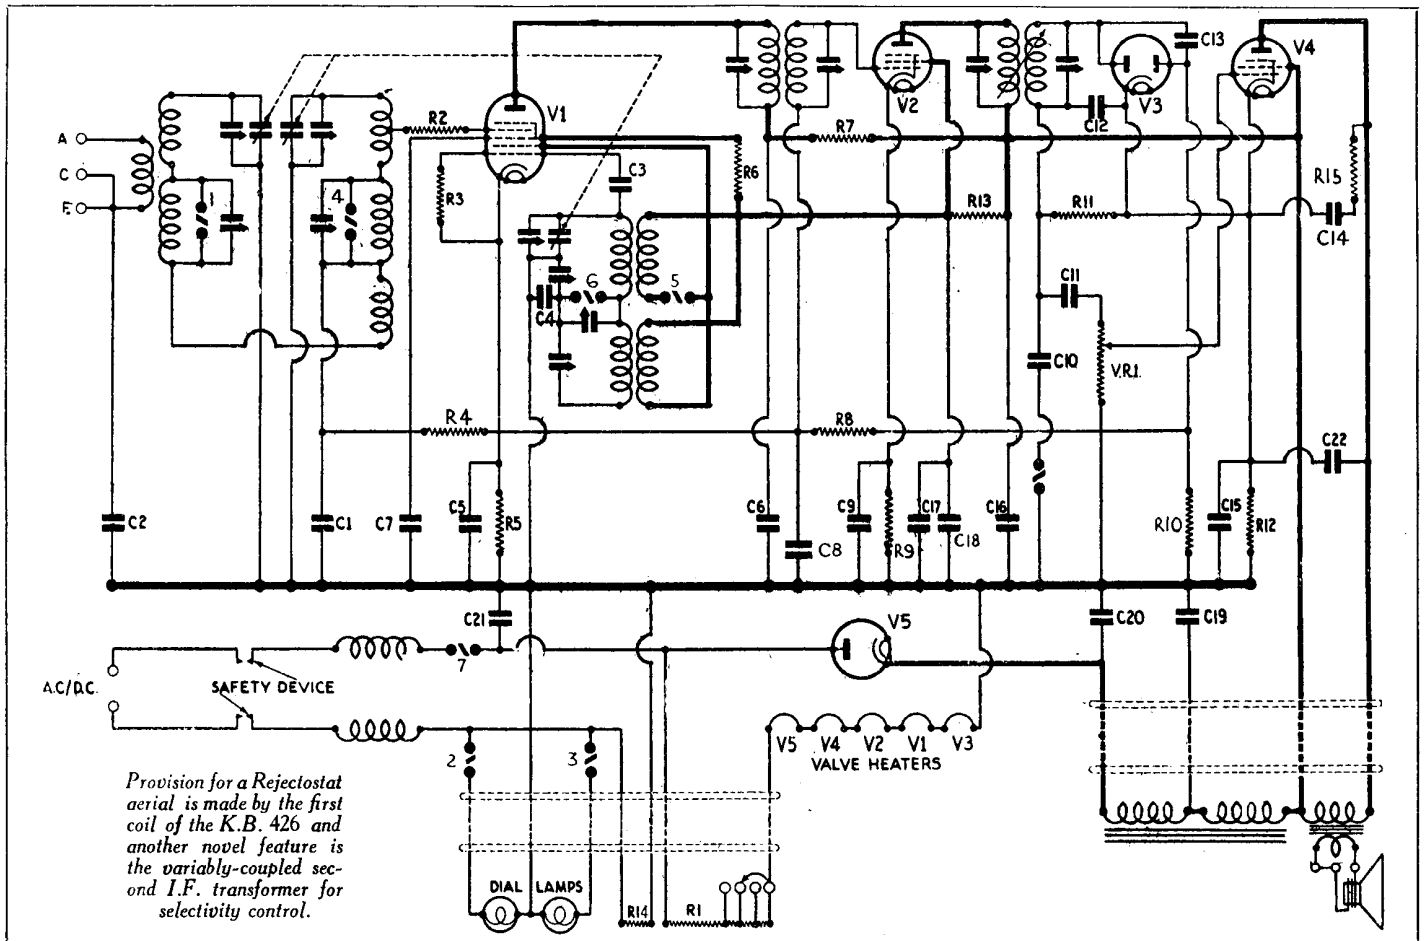 C13
V4
V1
V2
V3
C12
A
R2
R7
C
C3
R6
R15
1
4
R3
E
R13
R11
C14
6
5
C11
C4
C10
V.R.1.
R4
R8
C22
C2
C1
C7
C5
R5
C6
C9
C17
C16
R10
C15
R12
C8
R9
C18
C21
V5
C20
C19
7
A.C/D.C.
SAFETY DEVICE
2
3
V5 V4 V2 V1 V3
VALVE HEATERS
Provision for a Rejectostat
aerial is made by the first
coil of the K.B. 426 and
another novel feature is
the variably-coupled sec-
ond I.F. transformer for
selectivity control.
DIAL LAMPS
R14
R1